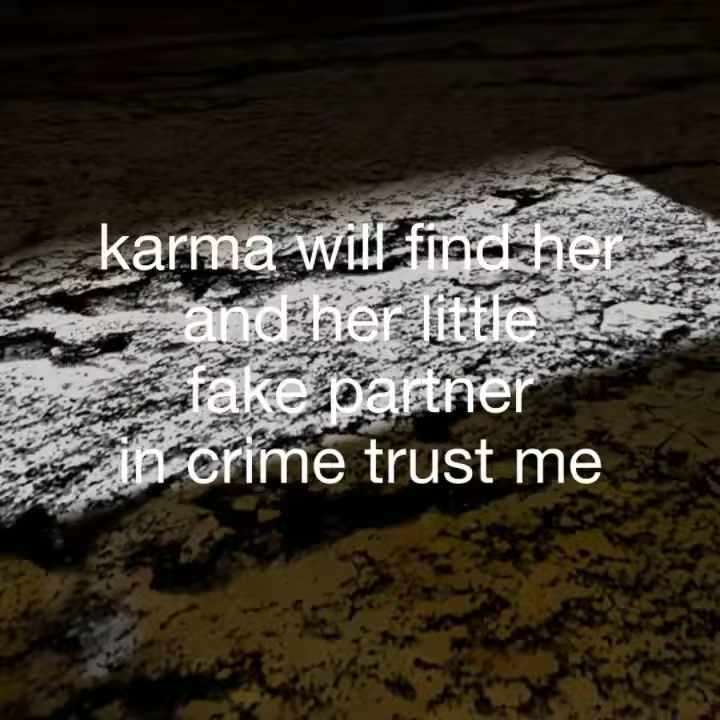 karma will find her
and her little
fake partner
in crime trust me